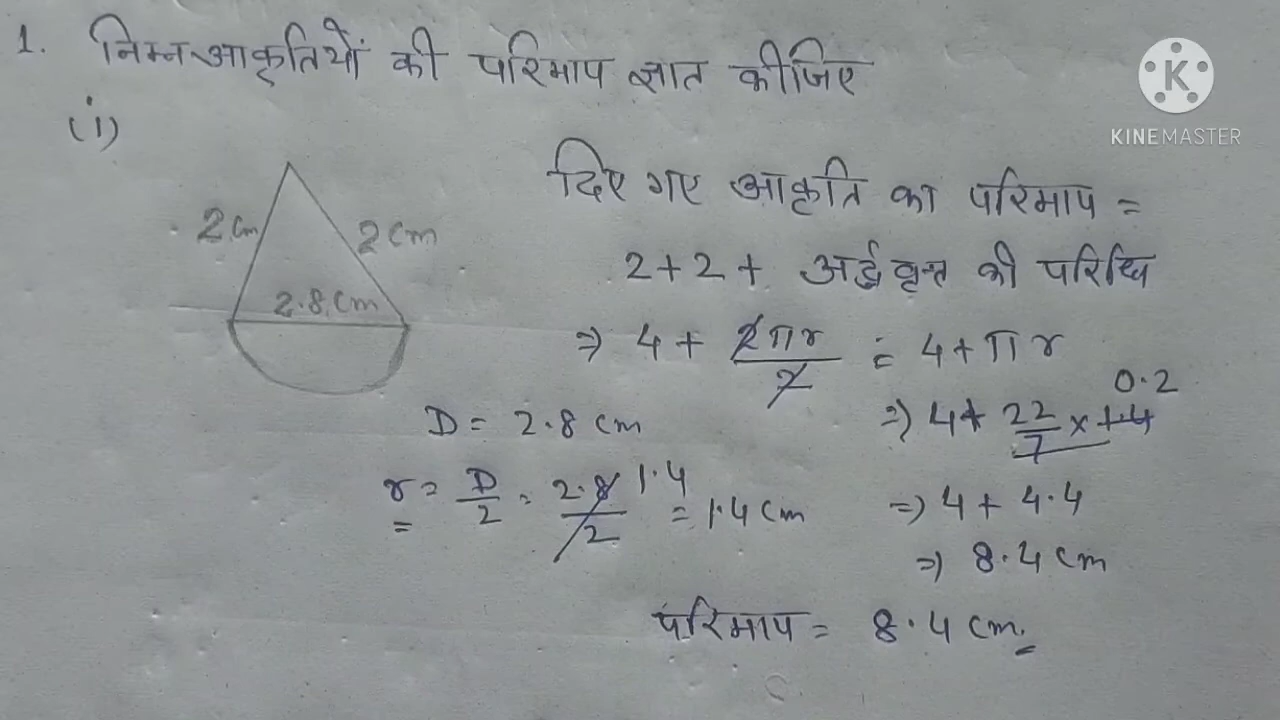 1. निम्न आकृतियों की परिमाप ज्ञात कीजिए
K
KINEMASTER
(i)
2cm
2cm
2.8cm
दिए गए आकृति का परिमाप =
2+2+ अर्द्धवृत्त की परिधि
⇒ 4 + 2πr/2 = 4+πr
D = 2.8 cm
r = D/2 = 2.8/2 1.4 = 1.4 cm
0.2
⇒ 4+ 22/7 × 1.4
⇒ 4 + 4.4
⇒ 8.4 cm
परिमाप = 8.4 cm.